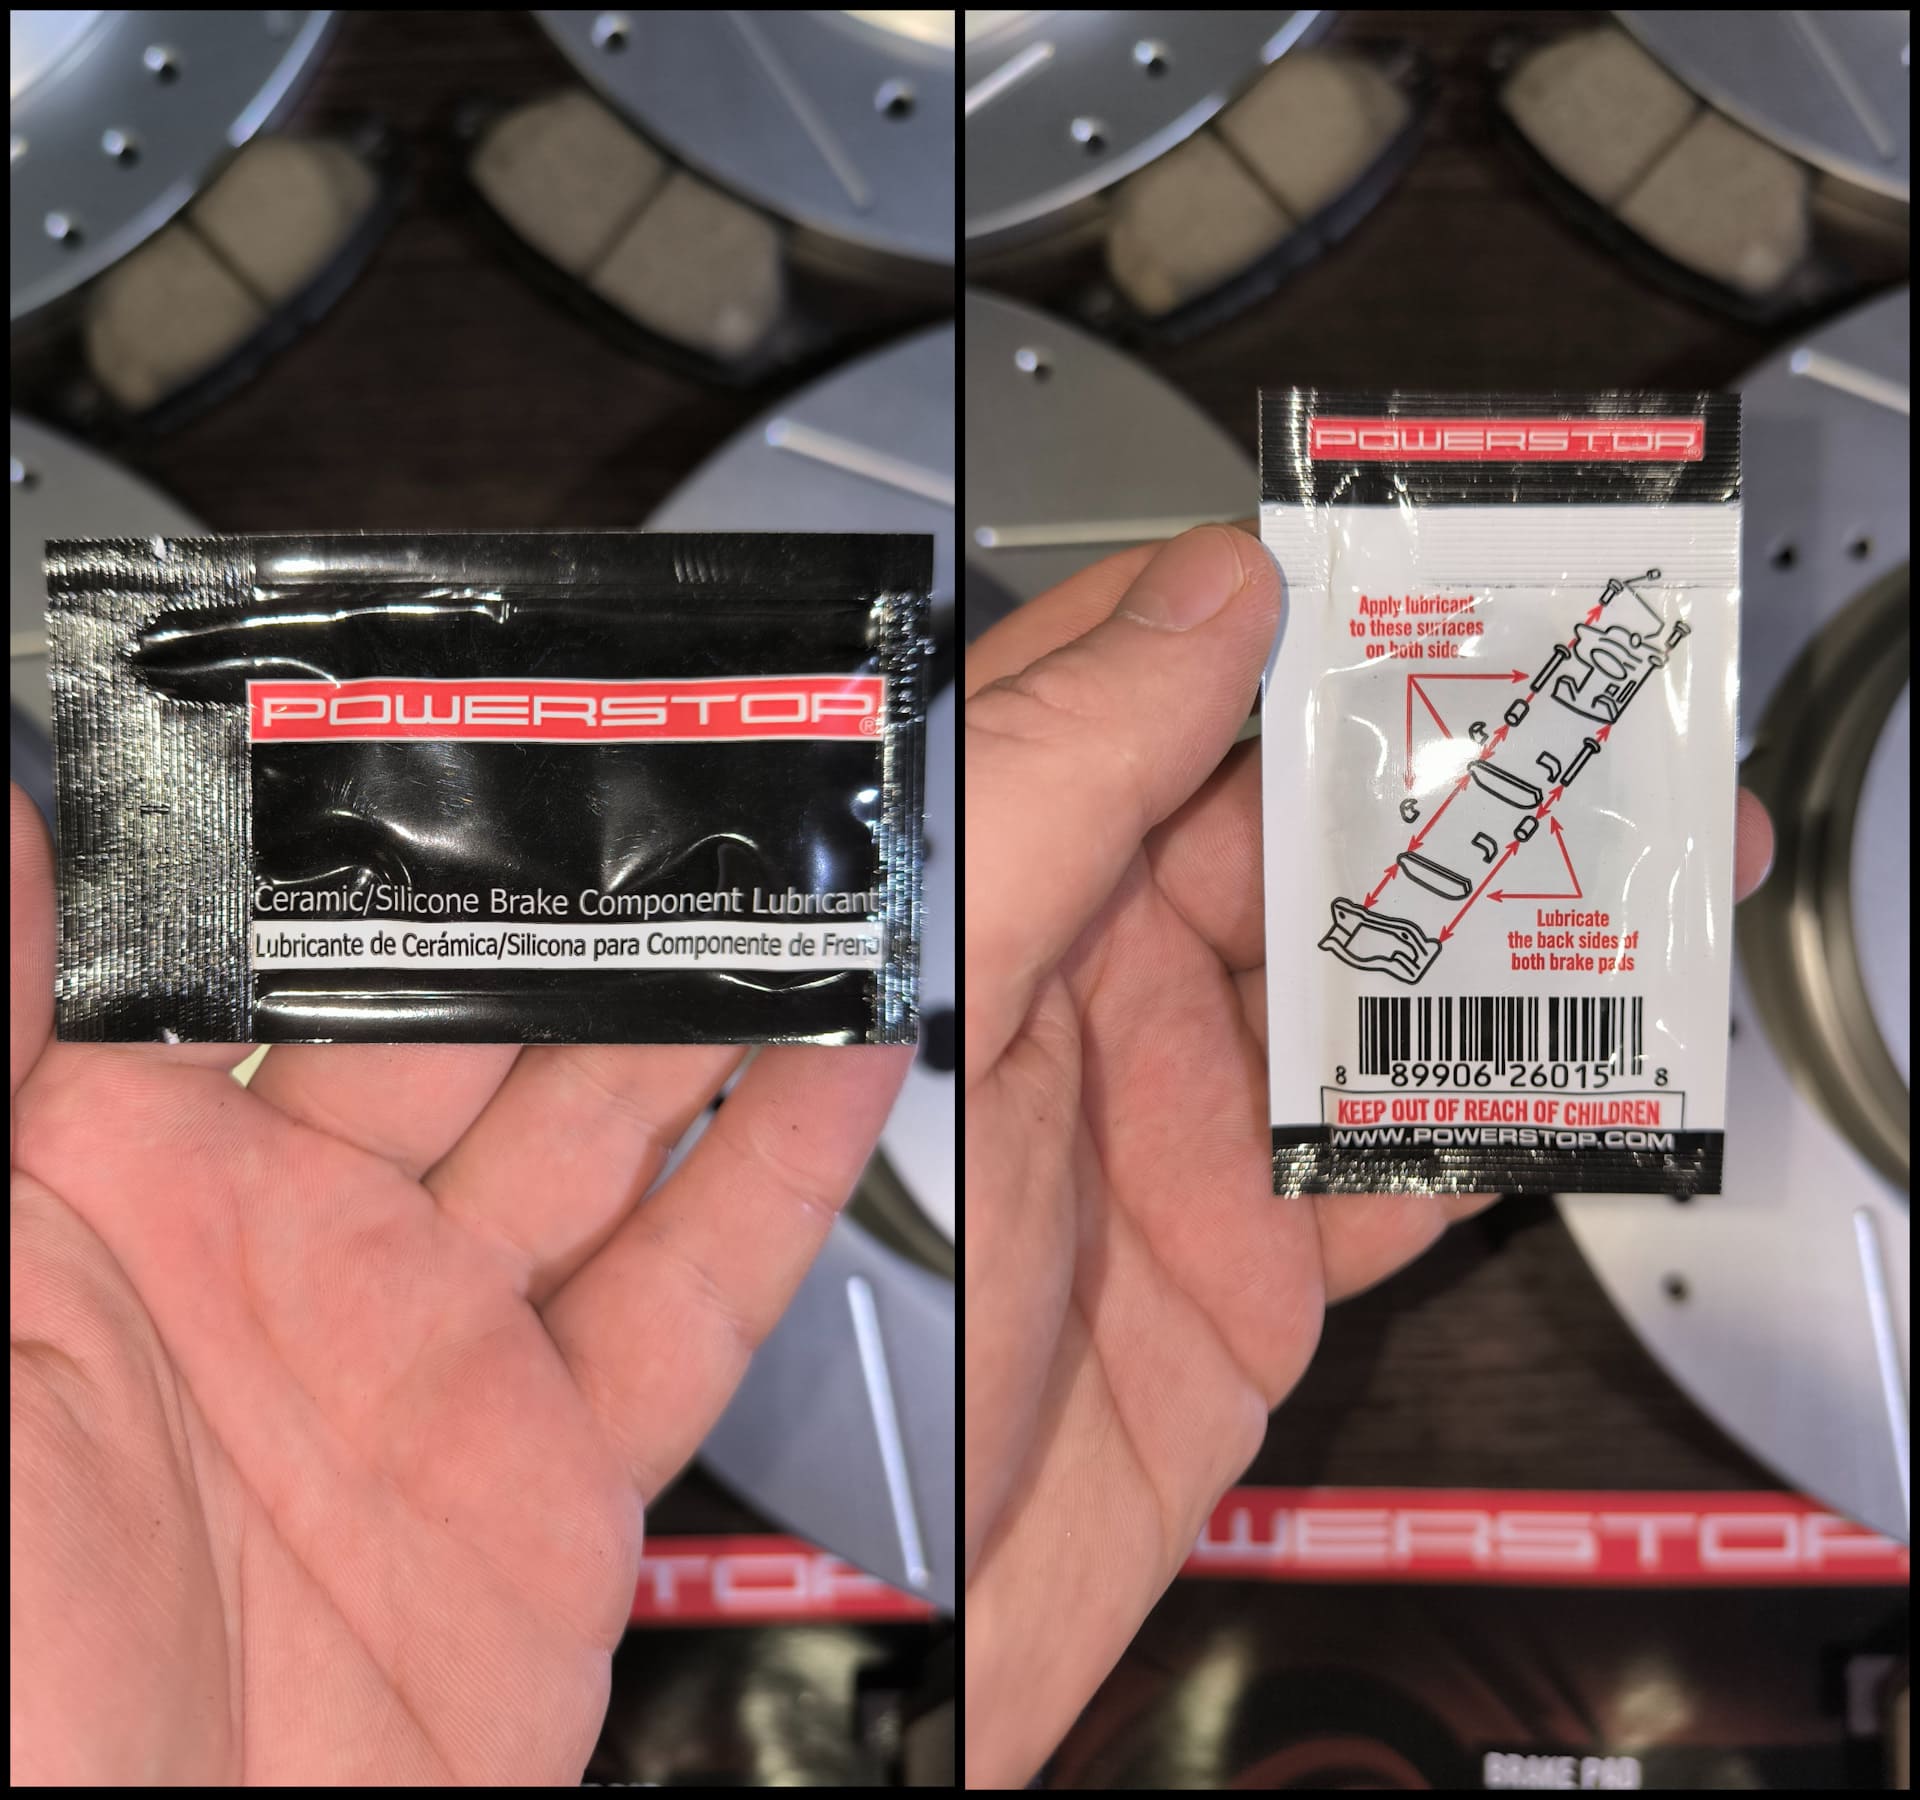 POWERSTOP®
Ceramic/Silicone Brake Component Lubricant
Lubricante de Cerámica/Silicona para Componente de Freno
TOP
POWERSTOP®
Apply lubricant
to these surfaces
on both sides
Lubricate
the back sides of
both brake pads
8 89906 26015 8
KEEP OUT OF REACH OF CHILDREN
WWW.POWERSTOP.COM
WERSTOP
BRAKE PAD